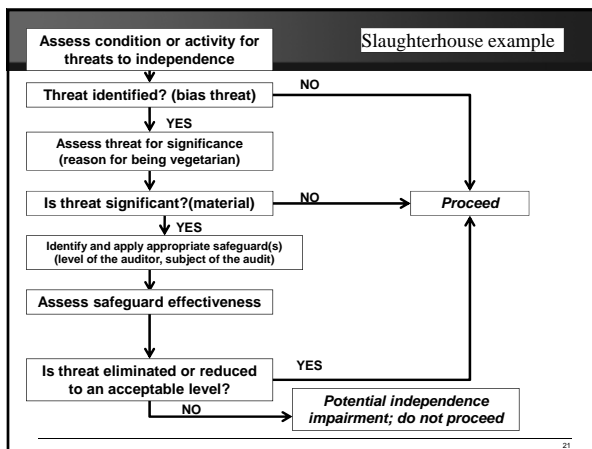 Slaughterhouse example
Assess condition or activity for
threats to independence
Threat identified? (bias threat)
NO
YES
Assess threat for significance
(reason for being vegetarian)
Is threat significant?(material)
NO
Proceed
YES
Identify and apply appropriate safeguard(s)
(level of the auditor, subject of the audit)
Assess safeguard effectiveness
Is threat eliminated or reduced
to an acceptable level?
YES
NO
Potential independence
impairment; do not proceed
21